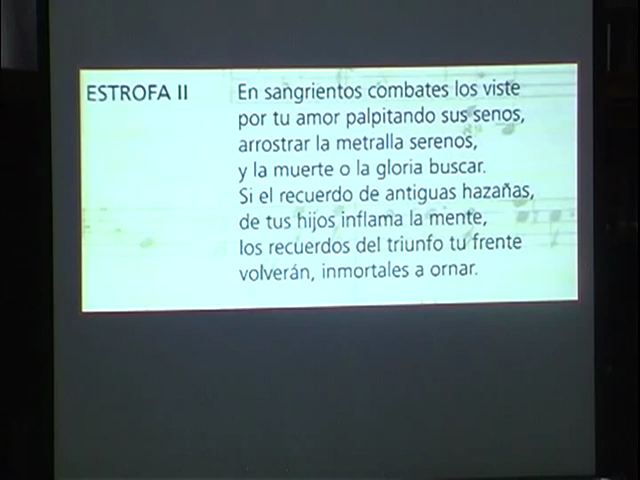 ESTROFA II
En sangrientos combates los viste
por tu amor palpitando sus senos,
arrostrar la metralla serenos,
y la muerte o la gloria buscar.
Si el recuerdo de antiguas hazañas,
de tus hijos inflama la mente,
los recuerdos del triunfo tu frente
volverán, inmortales a ornar.